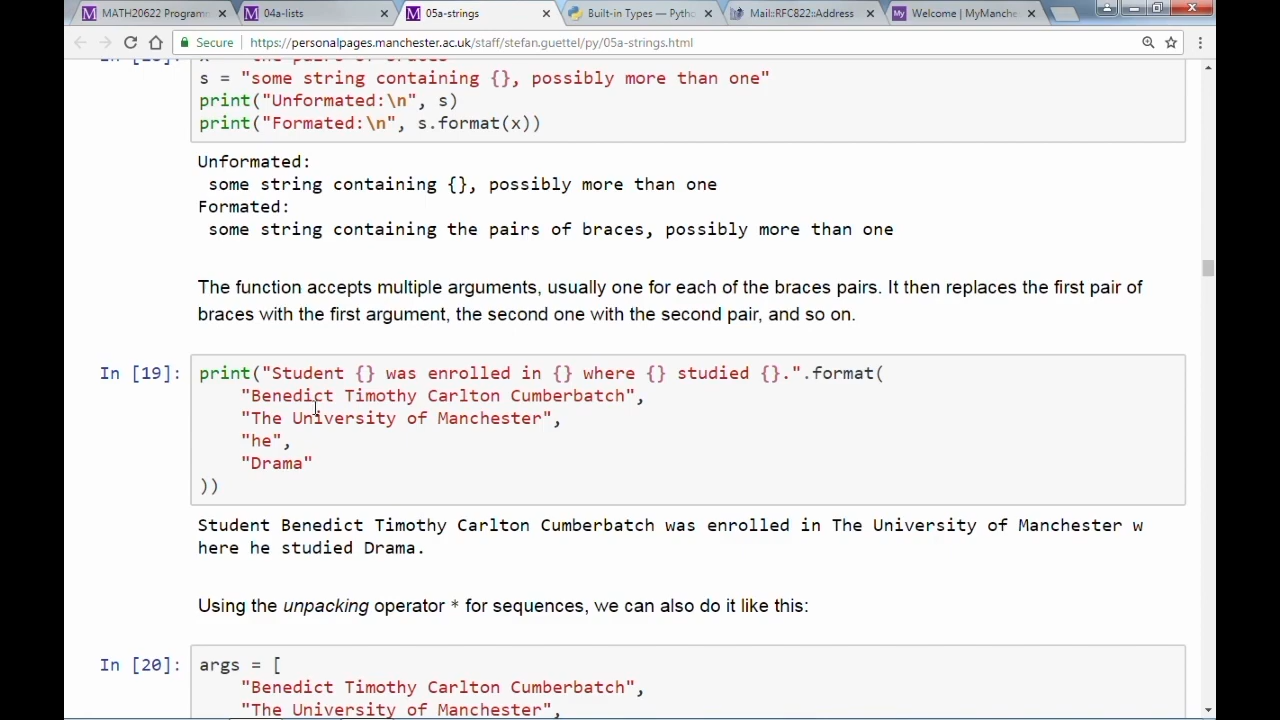 MATH20622 Programm
04a-lists
05a-strings
Built-in Types — Pytho
Mail::RFC822::Address
Welcome | MyManche
Secure https://personalpages.manchester.ac.uk/staff/stefan.guettel/py/05a-strings.html
s = "some string containing {}, possibly more than one"
print("Unformated:\n", s)
print("Formated:\n", s.format(x))
Unformated:
some string containing {}, possibly more than one
Formated:
some string containing the pairs of braces, possibly more than one
The function accepts multiple arguments, usually one for each of the braces pairs. It then replaces the first pair of
braces with the first argument, the second one with the second pair, and so on.
In [19]: print("Student {} was enrolled in {} where {} studied {}.".format(
"Benedict Timothy Carlton Cumberbatch",
"The University of Manchester",
"he",
"Drama"
))
Student Benedict Timothy Carlton Cumberbatch was enrolled in The University of Manchester w
here he studied Drama.
Using the unpacking operator * for sequences, we can also do it like this:
In [20]: args = [
"Benedict Timothy Carlton Cumberbatch",
"The University of Manchester",